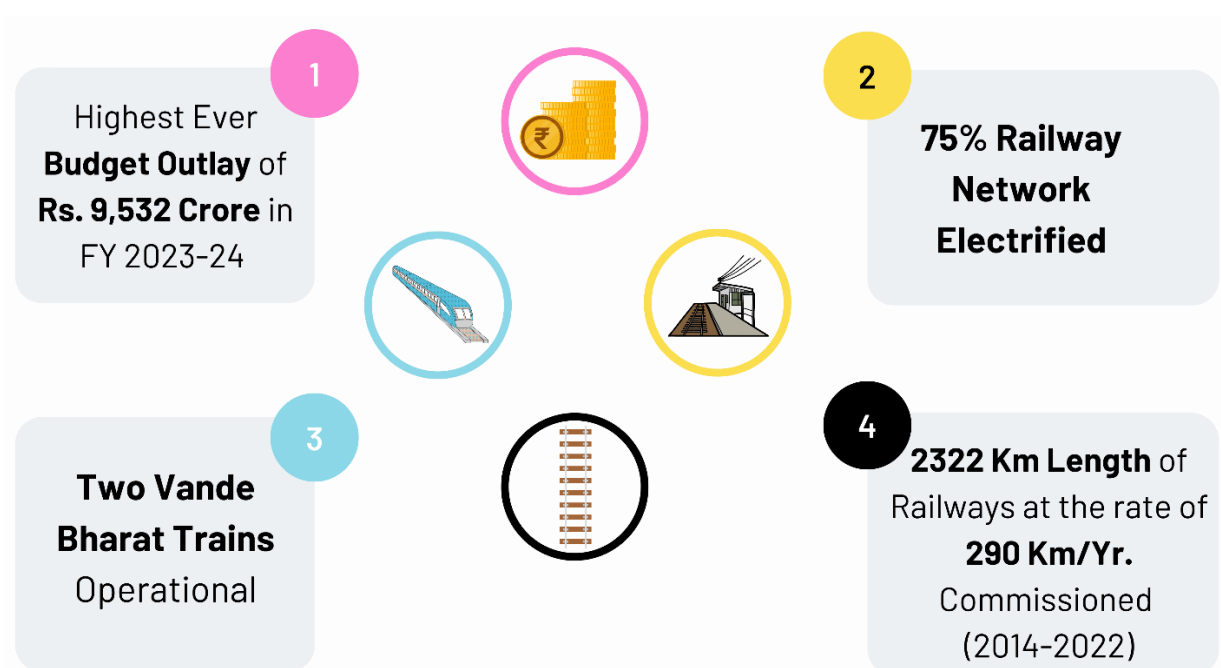 1
Highest Ever
Budget Outlay of
Rs. 9,532 Crore in
FY 2023-24
₹
2
75% Railway
Network
Electrified
3
Two Vande
Bharat Trains
Operational
4
2322 Km Length of
Railways at the rate of
290 Km/Yr.
Commissioned
(2014-2022)